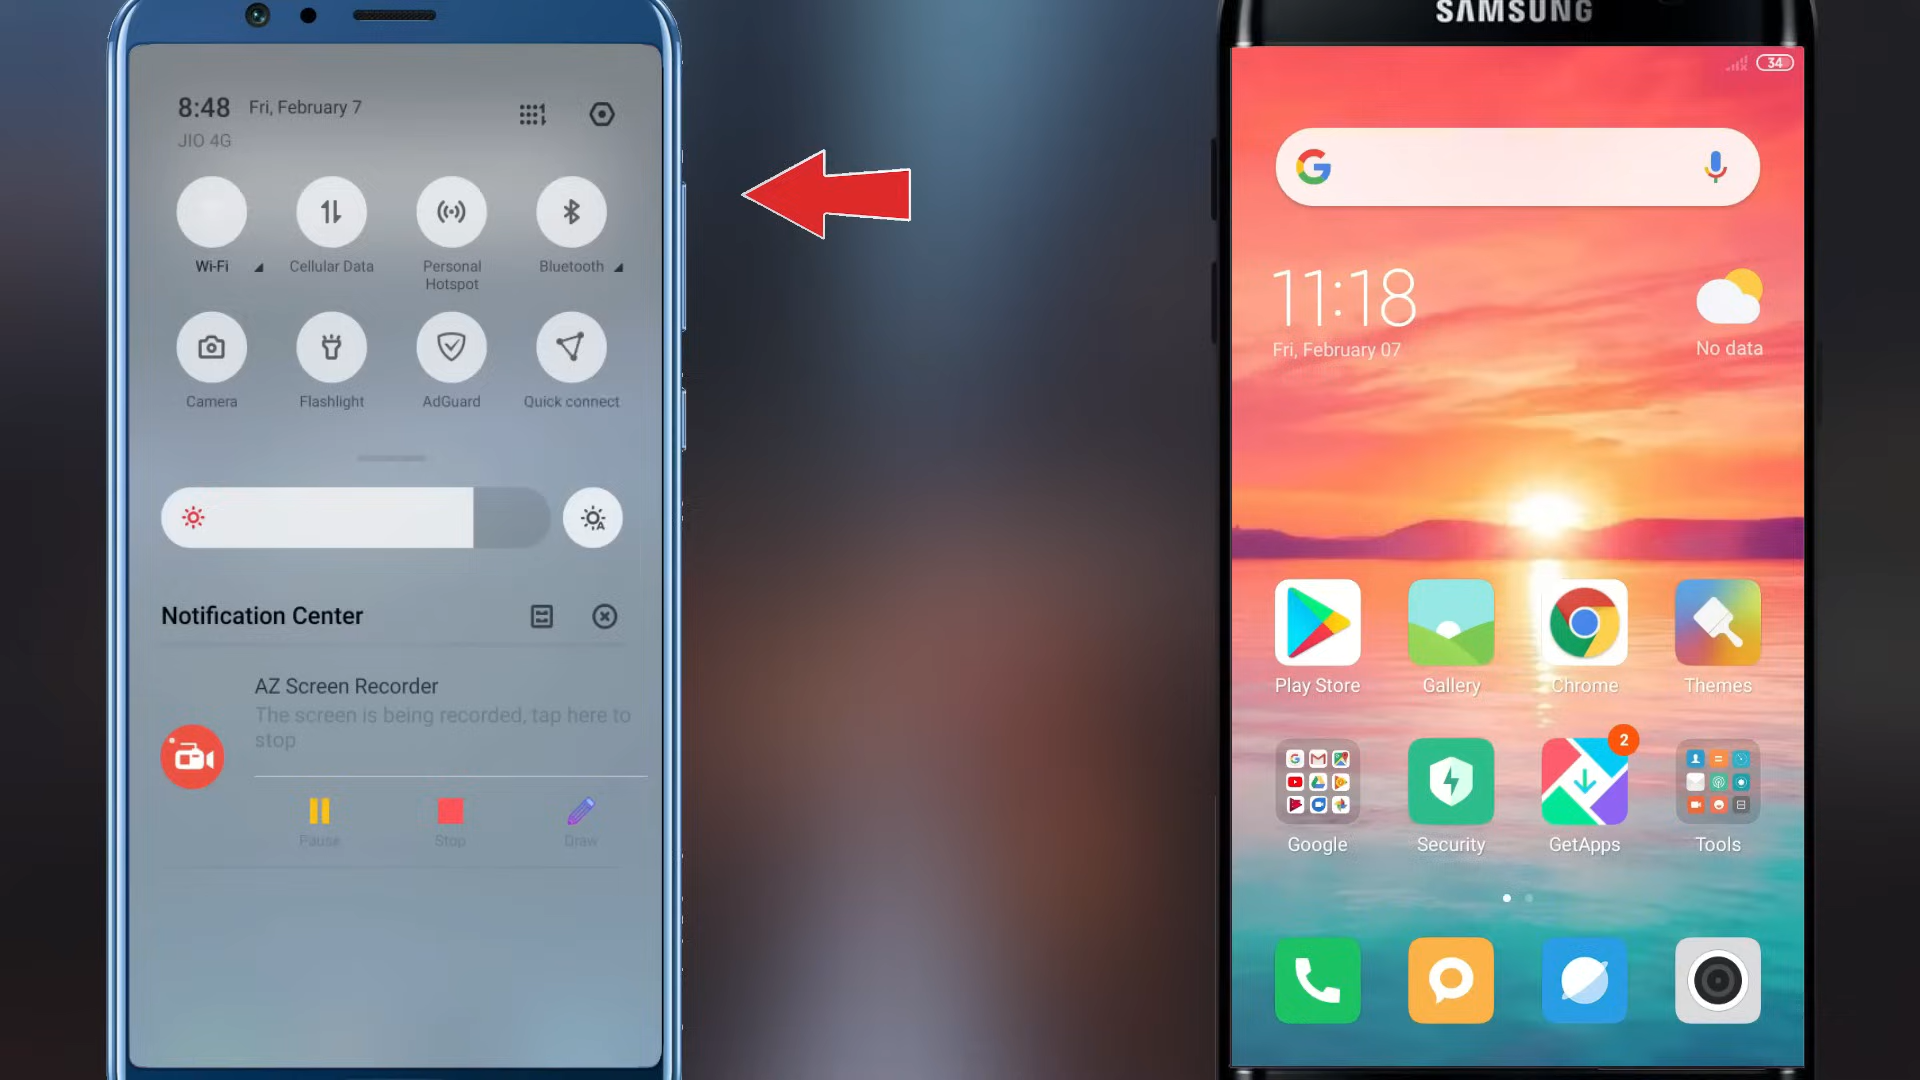 8:48 Fri, February 7
JIO 4G
Wi-Fi
Cellular Data
Personal
Hotspot
Bluetooth
Camera
Flashlight
AdGuard
Quick connect
Notification Center
AZ Screen Recorder
The screen is being recorded, tap here to
stop
Pause
Stop
Draw
SAMSUNG
34
11:18
Fri, February 07
No data
Play Store
Gallery
Chrome
Themes
2
Google
Security
GetApps
Tools